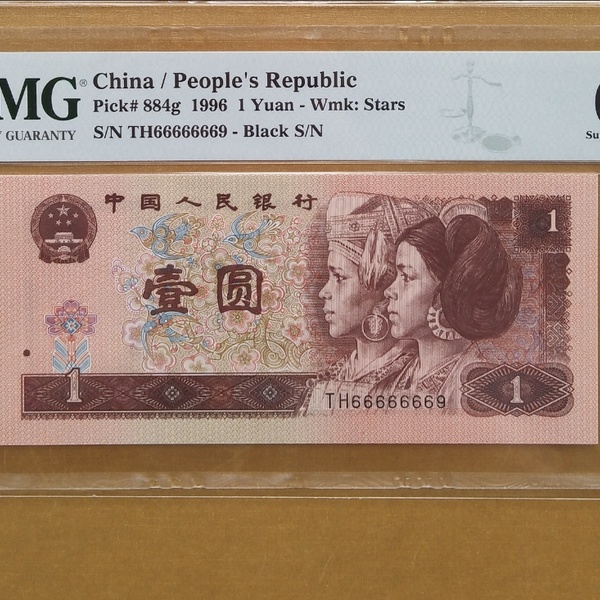 MG®
China / People's Republic
Pick# 884g 1996 1 Yuan - Wmk: Stars
Y GUARANTY
S/N TH66666669 - Black S/N
Su
中国人民银行
1
壹圆
1
1
TH66666669